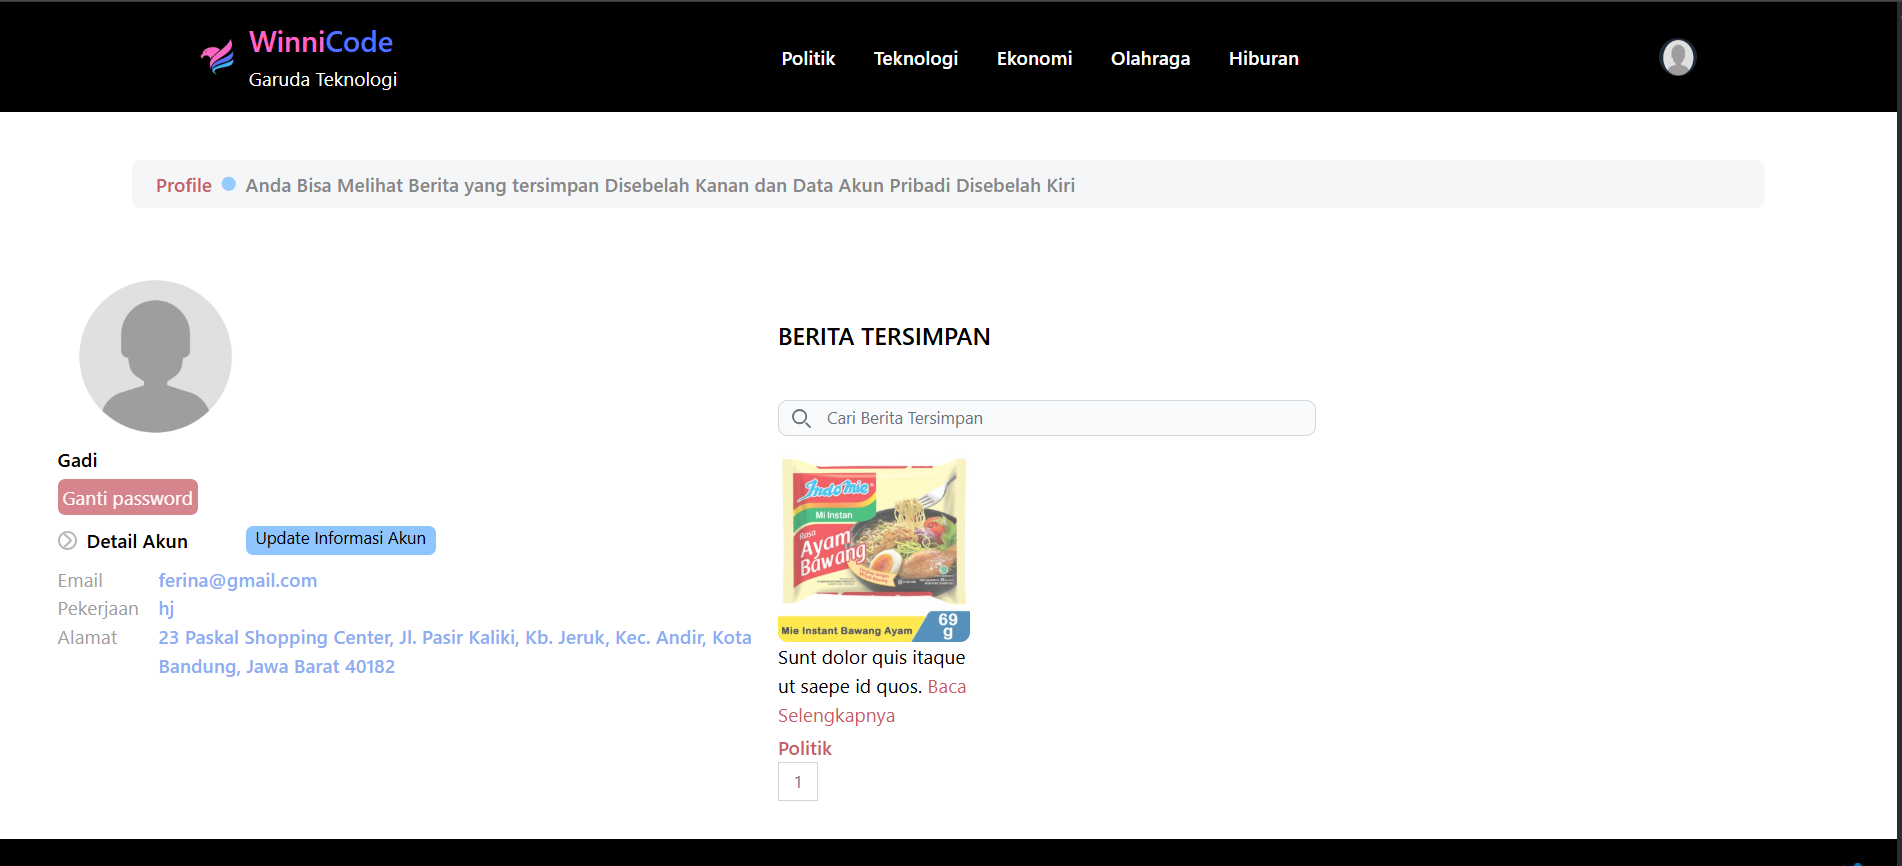 WinniCode
Garuda Teknologi
Politik Teknologi Ekonomi Olahraga Hiburan
Profile Anda Bisa Melihat Berita yang tersimpan Disebelah Kanan dan Data Akun Pribadi Disebelah Kiri
Gadi
Ganti password
Detail Akun Update Informasi Akun
Email ferina@gmail.com
Pekerjaan hj
Alamat 23 Paskal Shopping Center, Jl. Pasir Kaliki, Kb. Jeruk, Kec. Andir, Kota
Bandung, Jawa Barat 40182
BERITA TERSIMPAN
Cari Berita Tersimpan
Indomie
Mi Instan
Rasa
Ayam
Bawang
Mie Instant Bawang Ayam 69
g
Sunt dolor quis itaque
ut saepe id quos. Baca
Selengkapnya
Politik
1